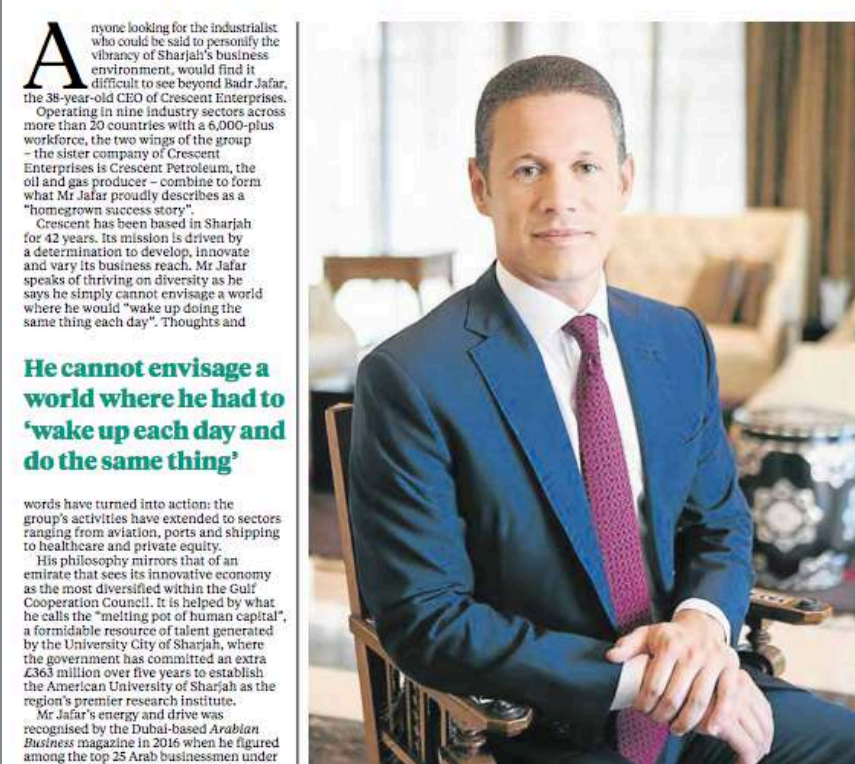 Anyone looking for the industrialist
who could be said to personify the
vibrancy of Sharjah's business
environment, would find it
difficult to see beyond Badr Jafar,
the 38-year-old CEO of Crescent Enterprises.
Operating in nine industry sectors across
more than 20 countries with a 6,000-plus
workforce, the two wings of the group
– the sister company of Crescent
Enterprises is Crescent Petroleum, the
oil and gas producer – combine to form
what Mr Jafar proudly describes as a
“homegrown success story”.
Crescent has been based in Sharjah
for 42 years. Its mission is driven by
a determination to develop, innovate
and vary its business reach. Mr Jafar
speaks of thriving on diversity as he
says he simply cannot envisage a world
where he would “wake up doing the
same thing each day”. Thoughts and
He cannot envisage a
world where he had to
‘wake up each day and
do the same thing’
words have turned into action: the
group's activities have extended to sectors
ranging from aviation, ports and shipping
to healthcare and private equity.
His philosophy mirrors that of an
emirate that sees its innovative economy
as the most diversified within the Gulf
Cooperation Council. It is helped by what
he calls the “melting pot of human capital”,
a formidable resource of talent generated
by the University City of Sharjah, where
the government has committed an extra
£363 million over five years to establish
the American University of Sharjah as the
region's premier research institute.
Mr Jafar's energy and drive was
recognised by the Dubai-based Arabian
Business magazine in 2016 when he figured
among the top 25 Arab businessmen under